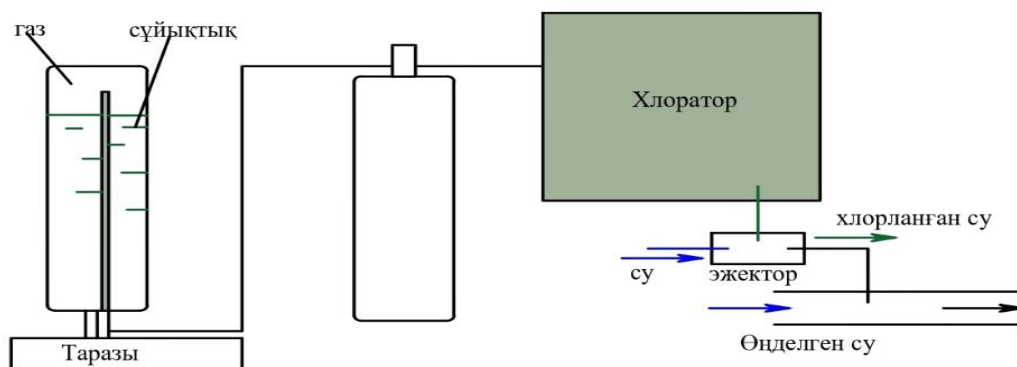 газ
сұйықтық
Хлоратор
хлорланған су
су
эжектор
Өңделген су
Таразы